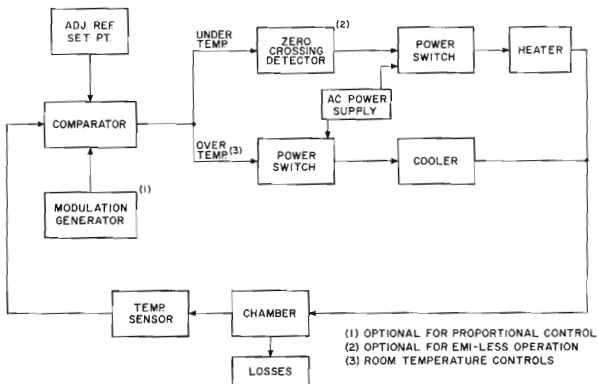 ADJ REF
SET PT.
UNDER
TEMP
(2)
ZERO
CROSSING
DETECTOR
POWER
SWITCH
HEATER
COMPARATOR
AC POWER
SUPPLY
OVER
TEMP. (3)
POWER
SWITCH
COOLER
(1)
MODULATION
GENERATOR
TEMP.
SENSOR
CHAMBER
LOSSES
(1) OPTIONAL FOR PROPORTIONAL CONTROL
(2) OPTIONAL FOR EMI-LESS OPERATION
(3) ROOM TEMPERATURE CONTROLS